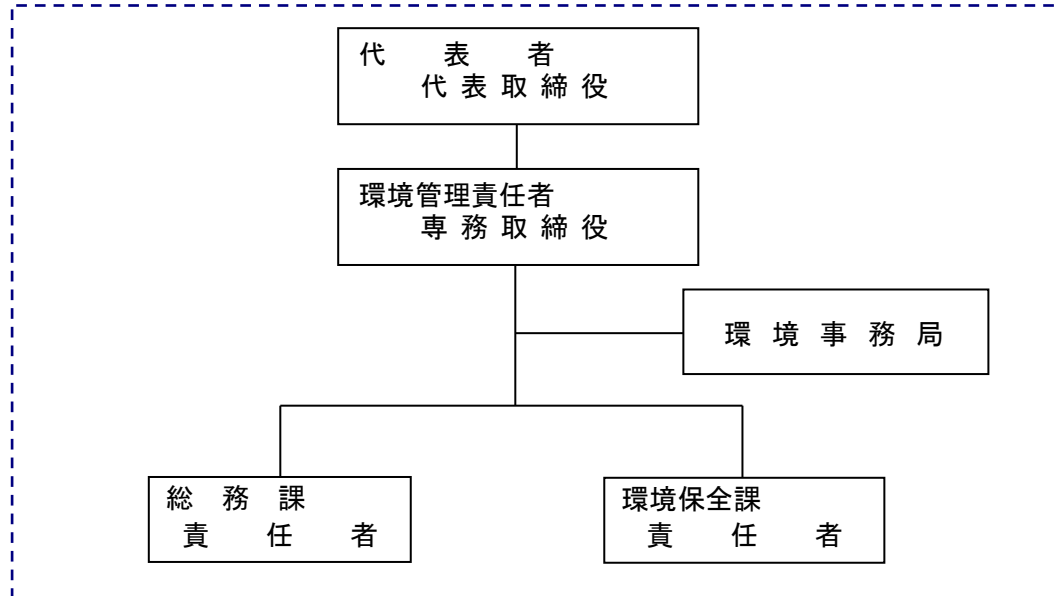 代　表　者
代表取締役
環境管理責任者
専務取締役
環境事務局
総務課
責　任　者
環境保全課
責　任　者